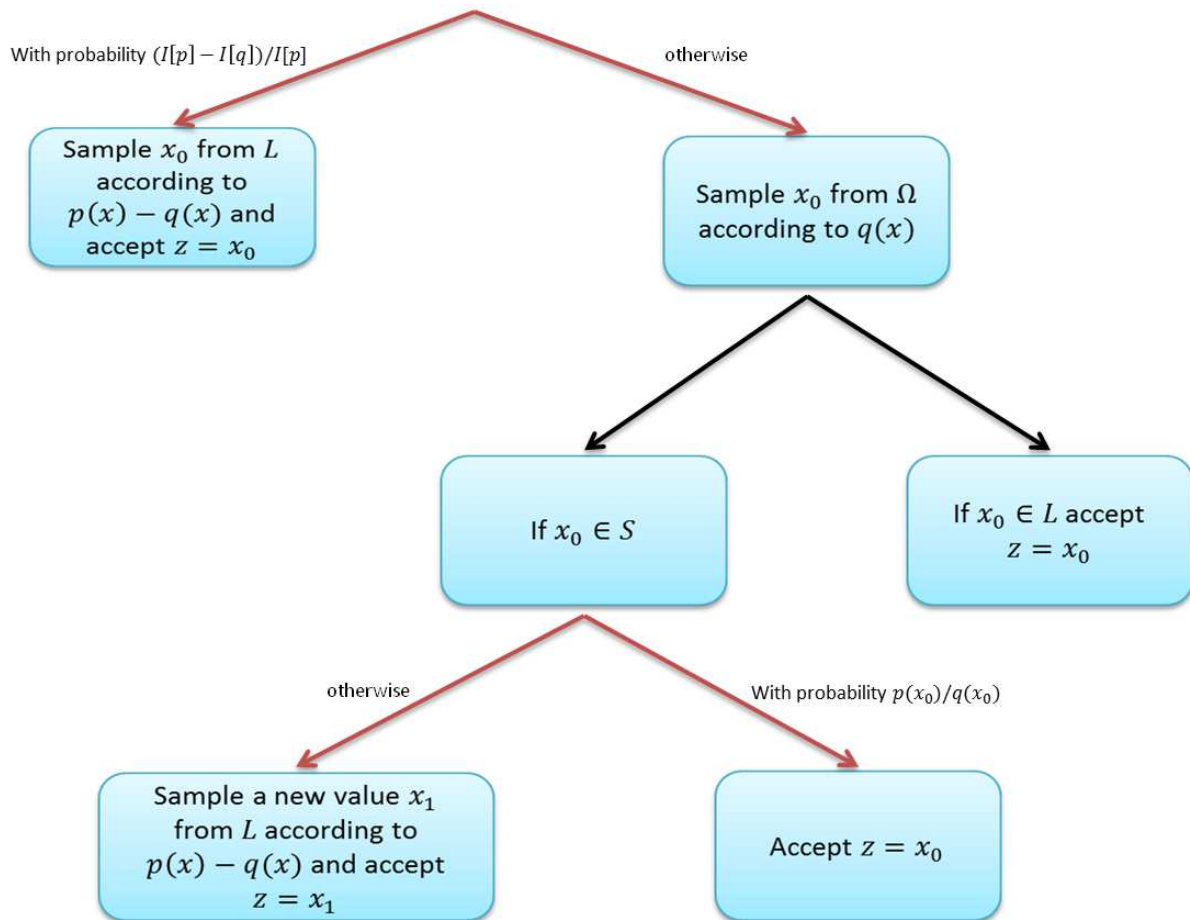 With probability (I[p] − I[q])/I[p]
otherwise
Sample x₀ from L
according to
p(x) − q(x) and
accept z = x₀
Sample x₀ from Ω
according to q(x)
If x₀ ∈ S
If x₀ ∈ L accept
z = x₀
otherwise
With probability p(x₀)/q(x₀)
Sample a new value x₁
from L according to
p(x) − q(x) and accept
z = x₁
Accept z = x₀